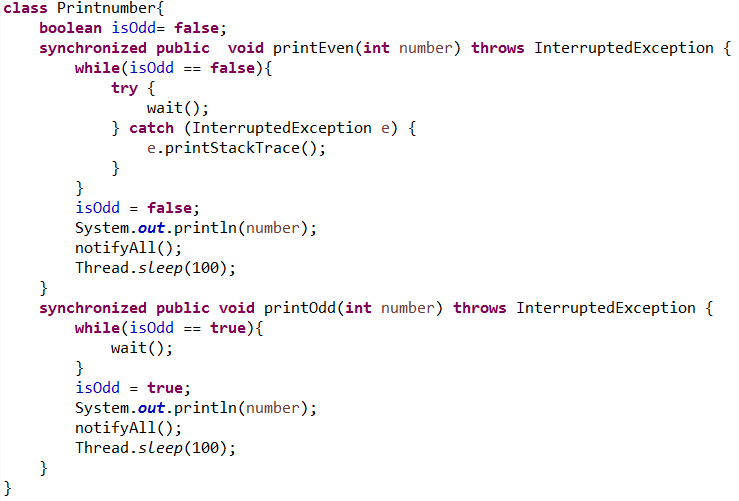 class Printnumber{
    boolean isOdd= false;
    synchronized public  void printEven(int number) throws InterruptedException {
        while(isOdd == false){
            try {
                wait();
            } catch (InterruptedException e) {
                e.printStackTrace();
            }
        }
        isOdd = false;
        System.out.println(number);
        notifyAll();
        Thread.sleep(100);
    }
    synchronized public void printOdd(int number) throws InterruptedException {
        while(isOdd == true){
            wait();
        }
        isOdd = true;
        System.out.println(number);
        notifyAll();
        Thread.sleep(100);
    }
}